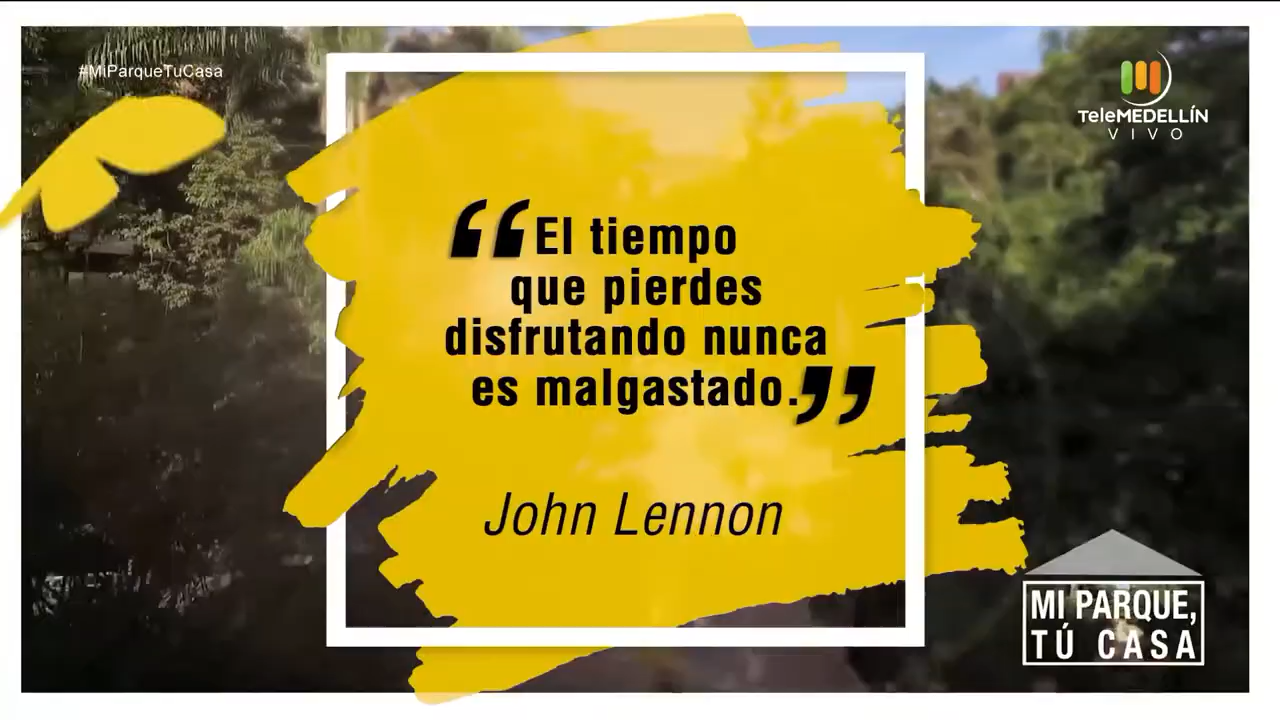 #MiParqueTuCasa
TeleMEDELLÍN
VIVO
“El tiempo
que pierdes
disfrutando nunca
es malgastado.”
John Lennon
MI PARQUE,
TÚ CASA